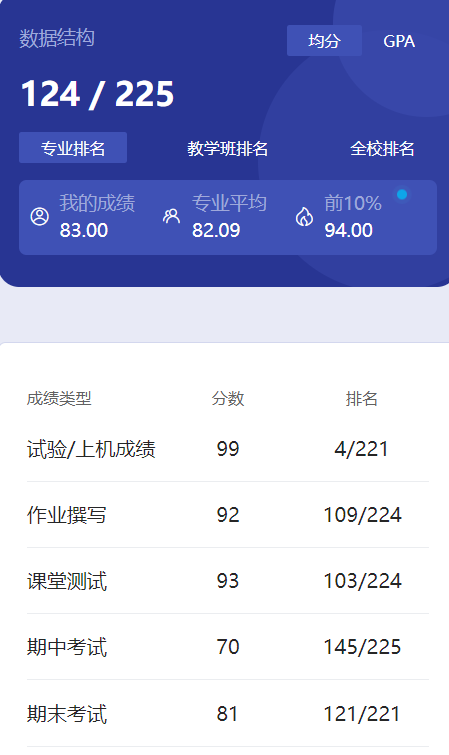 数据结构 均分 GPA
124 / 225
专业排名 教学班排名 全校排名
我的成绩 专业平均 前10%
83.00 82.09 94.00
成绩类型 分数 排名
试验/上机成绩 99 4/221
作业撰写 92 109/224
课堂测试 93 103/224
期中考试 70 145/225
期末考试 81 121/221